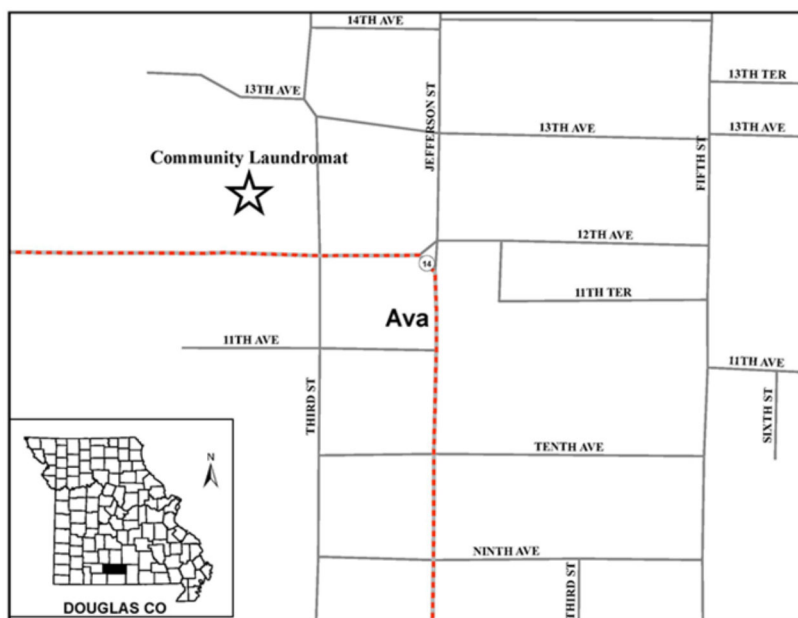 14TH AVE
13TH TER
13TH AVE
JEFFERSON ST
13TH AVE
13TH AVE
FIFTH ST
Community Laundromat
12TH AVE
14
11TH TER
Ava
11TH AVE
11TH AVE
THIRD ST
SIXTH ST
TENTH AVE
N
NINTH AVE
THIRD ST
DOUGLAS CO